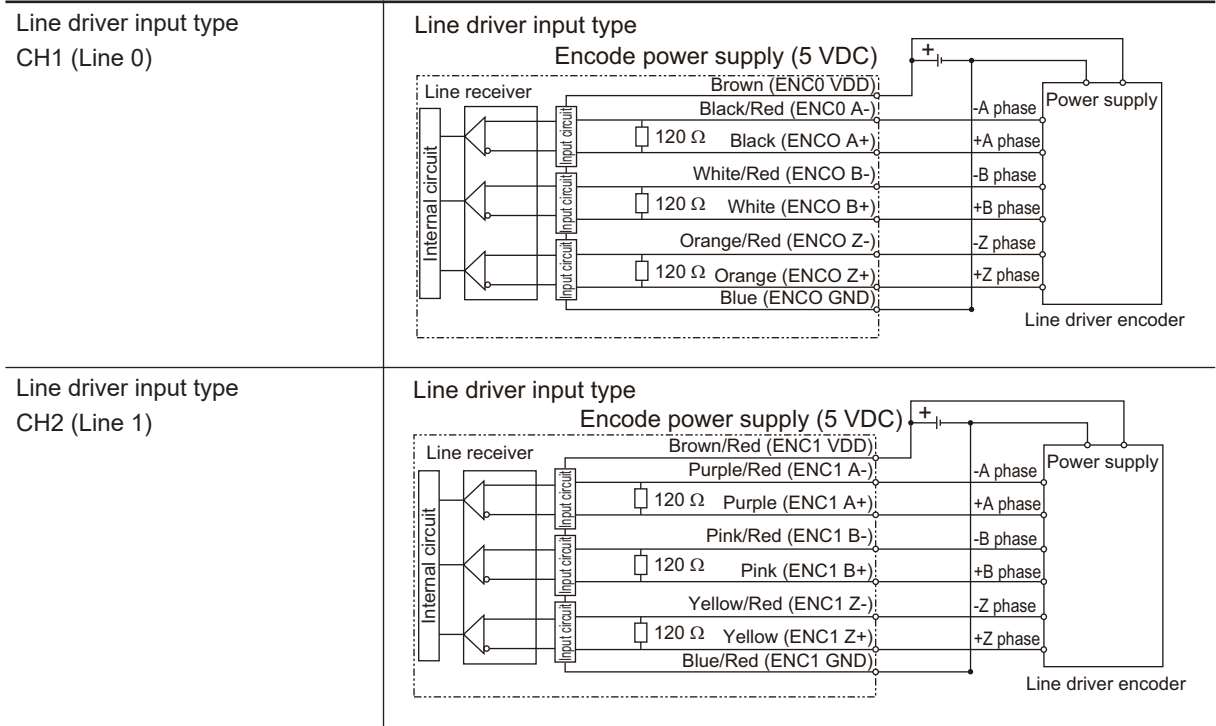 Line driver input type
CH1 (Line 0)
Line driver input type
Encode power supply (5 VDC)
+
Line receiver
Internal circuit
Input circuit
Input circuit
Input circuit
Brown (ENC0 VDD)
Black/Red (ENC0 A-)
120 Ω
Black (ENCO A+)
White/Red (ENCO B-)
120 Ω
White (ENCO B+)
Orange/Red (ENCO Z-)
120 Ω
Orange (ENCO Z+)
Blue (ENCO GND)
-A phase
+A phase
-B phase
+B phase
-Z phase
+Z phase
Power supply
Line driver encoder
Line driver input type
CH2 (Line 1)
Line driver input type
Encode power supply (5 VDC)
+
Line receiver
Internal circuit
Input circuit
Input circuit
Input circuit
Brown/Red (ENC1 VDD)
Purple/Red (ENC1 A-)
120 Ω
Purple (ENC1 A+)
Pink/Red (ENC1 B-)
120 Ω
Pink (ENC1 B+)
Yellow/Red (ENC1 Z-)
120 Ω
Yellow (ENC1 Z+)
Blue/Red (ENC1 GND)
-A phase
+A phase
-B phase
+B phase
-Z phase
+Z phase
Power supply
Line driver encoder